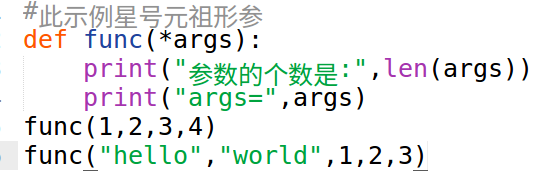 #此示例星号元祖形参
def func(*args):
    print("参数的个数是:",len(args))
    print("args=",args)
func(1,2,3,4)
func("hello","world",1,2,3)